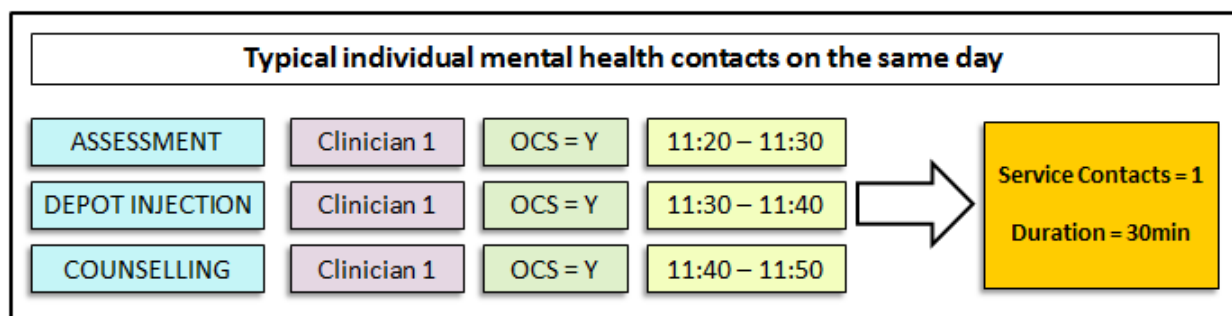 Typical individual mental health contacts on the same day
ASSESSMENT Clinician 1 OCS = Y 11:20 – 11:30
DEPOT INJECTION Clinician 1 OCS = Y 11:30 – 11:40
COUNSELLING Clinician 1 OCS = Y 11:40 – 11:50
Service Contacts = 1
Duration = 30min